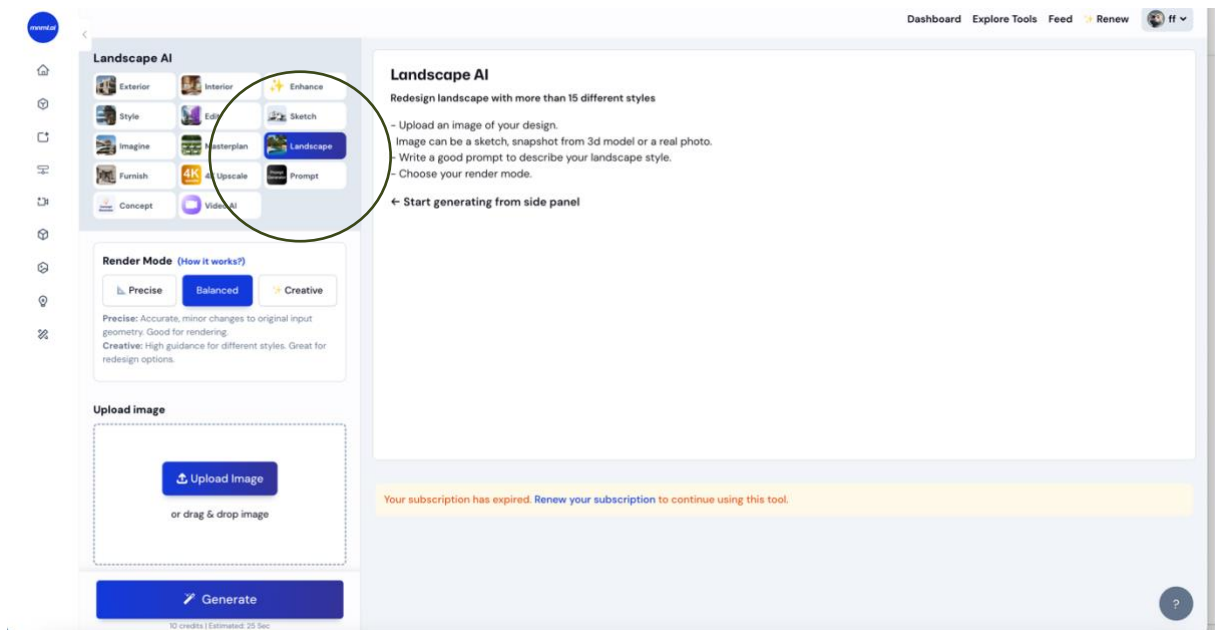 mnml.ai
Dashboard Explore Tools Feed ✨ Renew ff
Landscape AI
Exterior Interior Enhance
Style Edit Sketch
Imagine Masterplan Landscape
Furnish 4K 4K Upscale Prompt
Concept Video AI
Render Mode (How it works?)
Precise Balanced Creative
Precise: Accurate, minor changes to original input
geometry. Good for rendering.
Creative: High guidance for different styles. Great for
redesign options.
Upload image
Upload Image
or drag & drop image
Generate
10 credits | Estimated: 25 Sec
Landscape AI
Redesign landscape with more than 15 different styles
- Upload an image of your design.
Image can be a sketch, snapshot from 3d model or a real photo.
- Write a good prompt to describe your landscape style.
- Choose your render mode.
← Start generating from side panel
Your subscription has expired. Renew your subscription to continue using this tool.
?